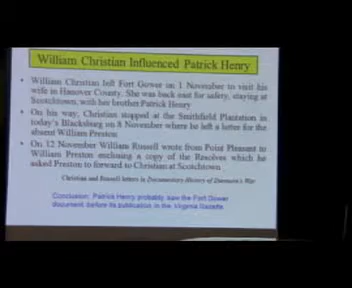 William Christian Influenced Patrick Henry
• William Christian left Fort Gower on 1 November to visit his
wife in Hanover County. She was back east for safety, staying at
Scotchtown, with her brother Patrick Henry
• On his way, Christian stopped at the Smithfield Plantation in
today's Blacksburg on 8 November where he left a letter for the
absent William Preston
• On 12 November William Russell wrote from Point Pleasant to
William Preston enclosing a copy of the Resolves which he
asked Preston to forward to Christian at Scotchtown
Christian and Russell letters in Documentary History of Dunmore's War
Conclusion: Patrick Henry probably saw the Fort Gower
document before its publication in the Virginia Gazette